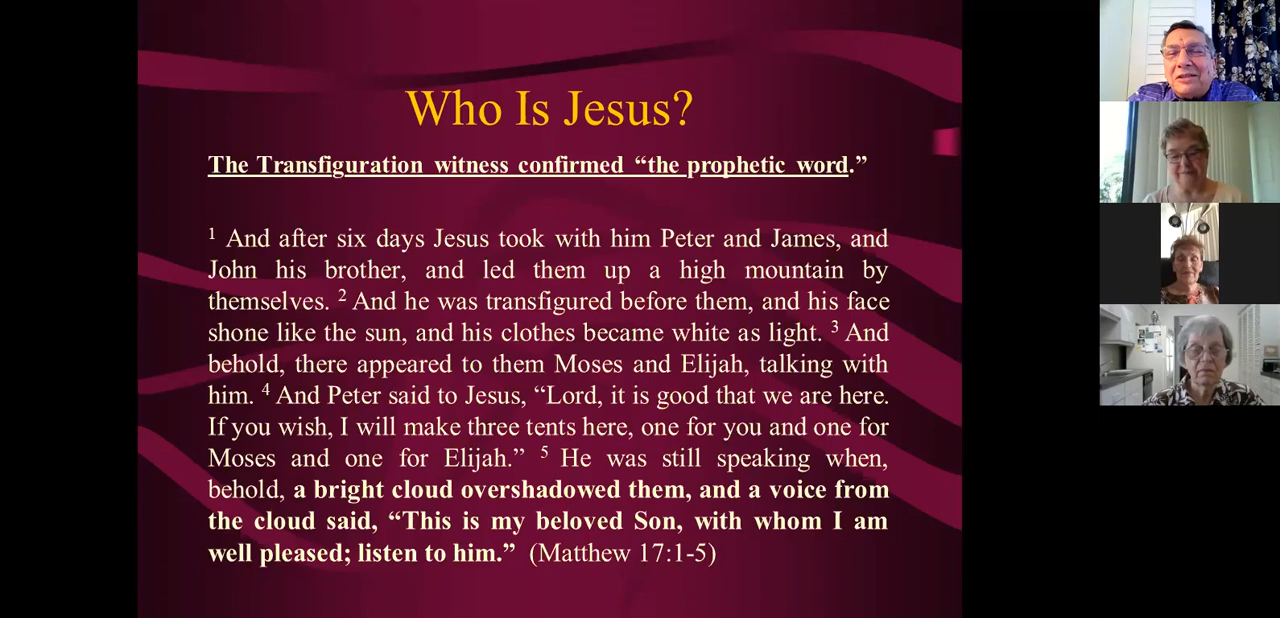 Who Is Jesus?
The Transfiguration witness confirmed “the prophetic word.”
1 And after six days Jesus took with him Peter and James, and
John his brother, and led them up a high mountain by
themselves. 2 And he was transfigured before them, and his face
shone like the sun, and his clothes became white as light. 3 And
behold, there appeared to them Moses and Elijah, talking with
him. 4 And Peter said to Jesus, “Lord, it is good that we are here.
If you wish, I will make three tents here, one for you and one for
Moses and one for Elijah.” 5 He was still speaking when,
behold, a bright cloud overshadowed them, and a voice from
the cloud said, “This is my beloved Son, with whom I am
well pleased; listen to him.” (Matthew 17:1-5)